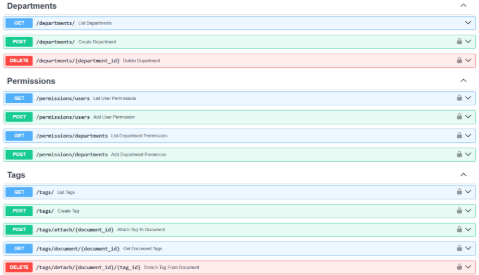 Departments
GET /departments/ List Departments
POST /departments/ Create Department
DELETE /departments/{department_id} Delete Department
Permissions
GET /permissions/users List User Permissions
POST /permissions/users Add User Permission
GET /permissions/departments List Department Permissions
POST /permissions/departments Add Department Permission
Tags
GET /tags/ List Tags
POST /tags/ Create Tag
POST /tags/attach/{document_id} Attach Tag To Document
GET /tags/document/{document_id} Get Document Tags
DELETE /tags/detach/{document_id}/{tag_id} Detach Tag From Document